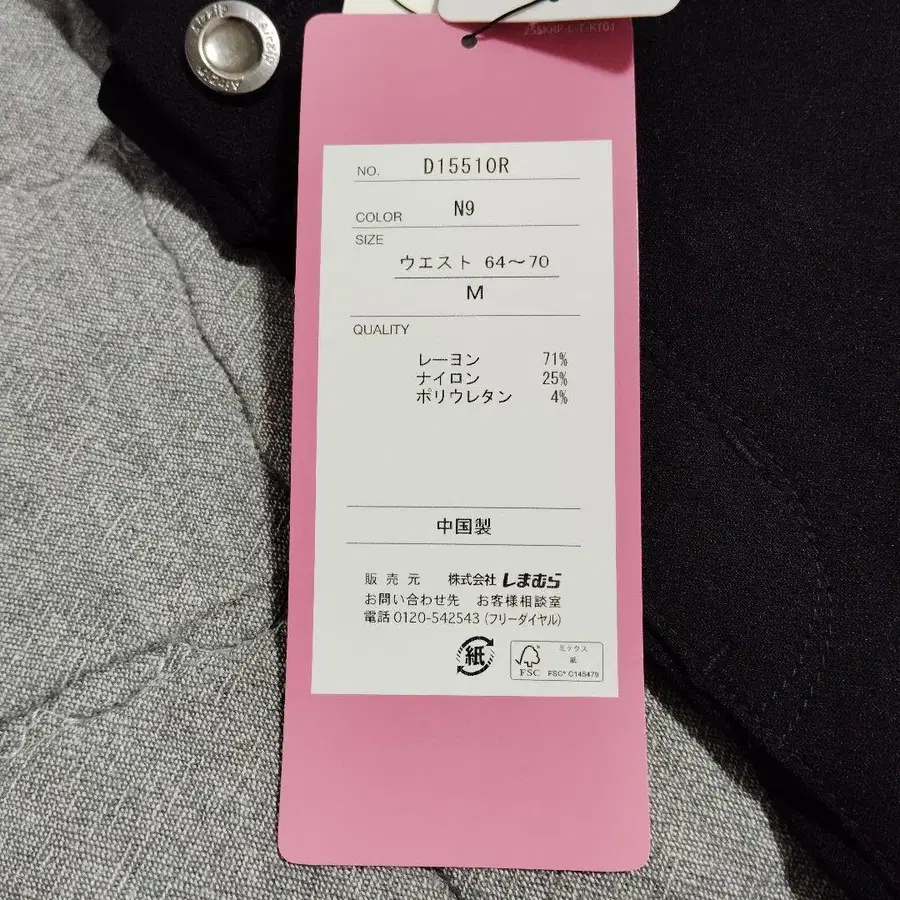 NO. D15510R
COLOR N9
SIZE
ウエスト 64〜70
M
QUALITY
レーヨン 71%
ナイロン 25%
ポリウレタン 4%
中国製
販売元 株式会社 しまむら
お問い合わせ先 お客様相談室
電話 0120-542543 (フリーダイヤル)
紙
ミックス
紙
FSC
FSC® C145479